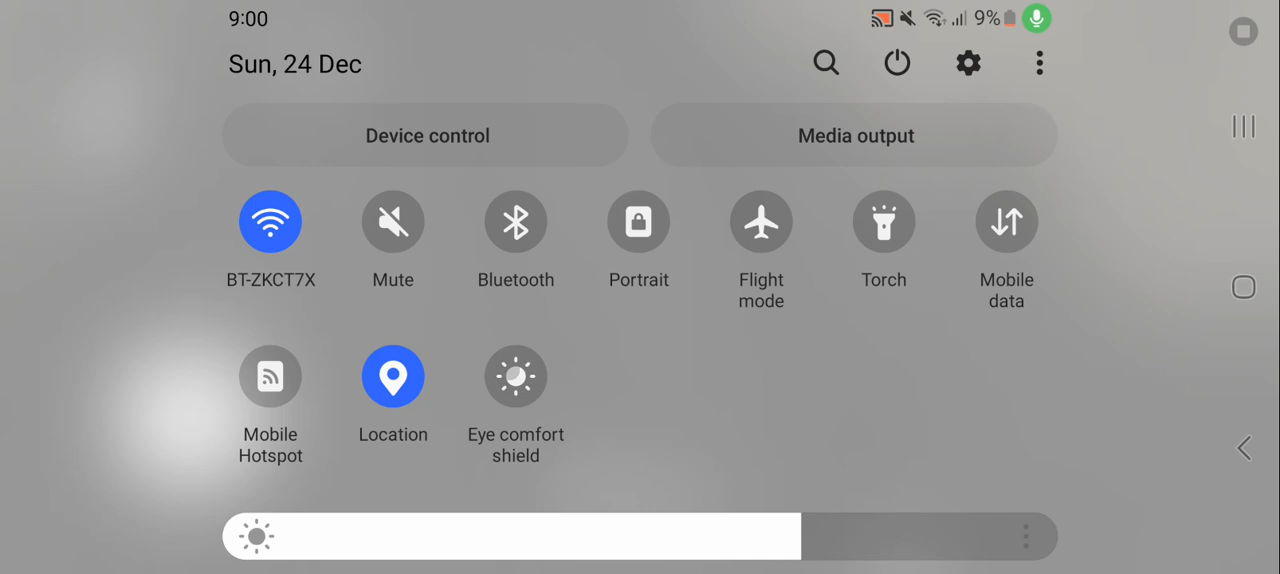 9:00
9%
Sun, 24 Dec
Device control
Media output
BT-ZKCT7X
Mute
Bluetooth
Portrait
Flight
mode
Torch
Mobile
data
Mobile
Hotspot
Location
Eye comfort
shield